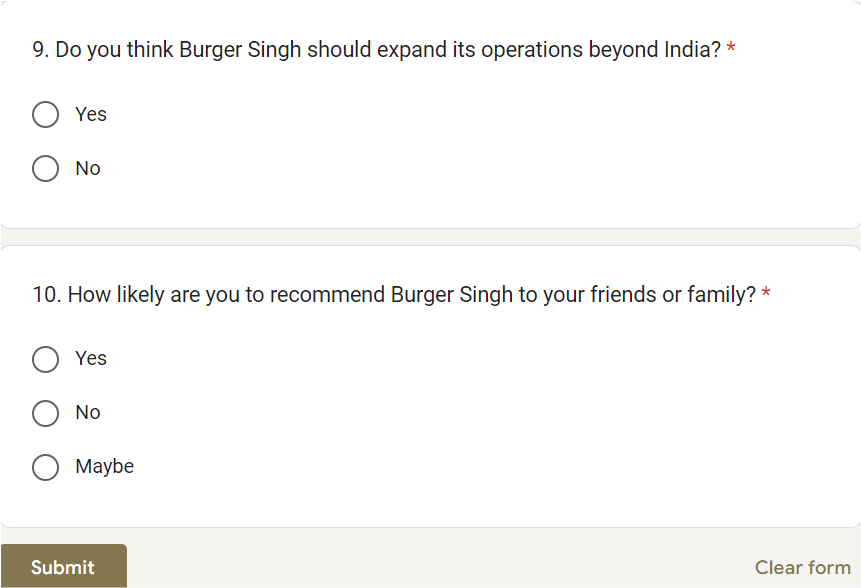 9. Do you think Burger Singh should expand its operations beyond India? *
Yes
No
10. How likely are you to recommend Burger Singh to your friends or family? *
Yes
No
Maybe
Submit
Clear form